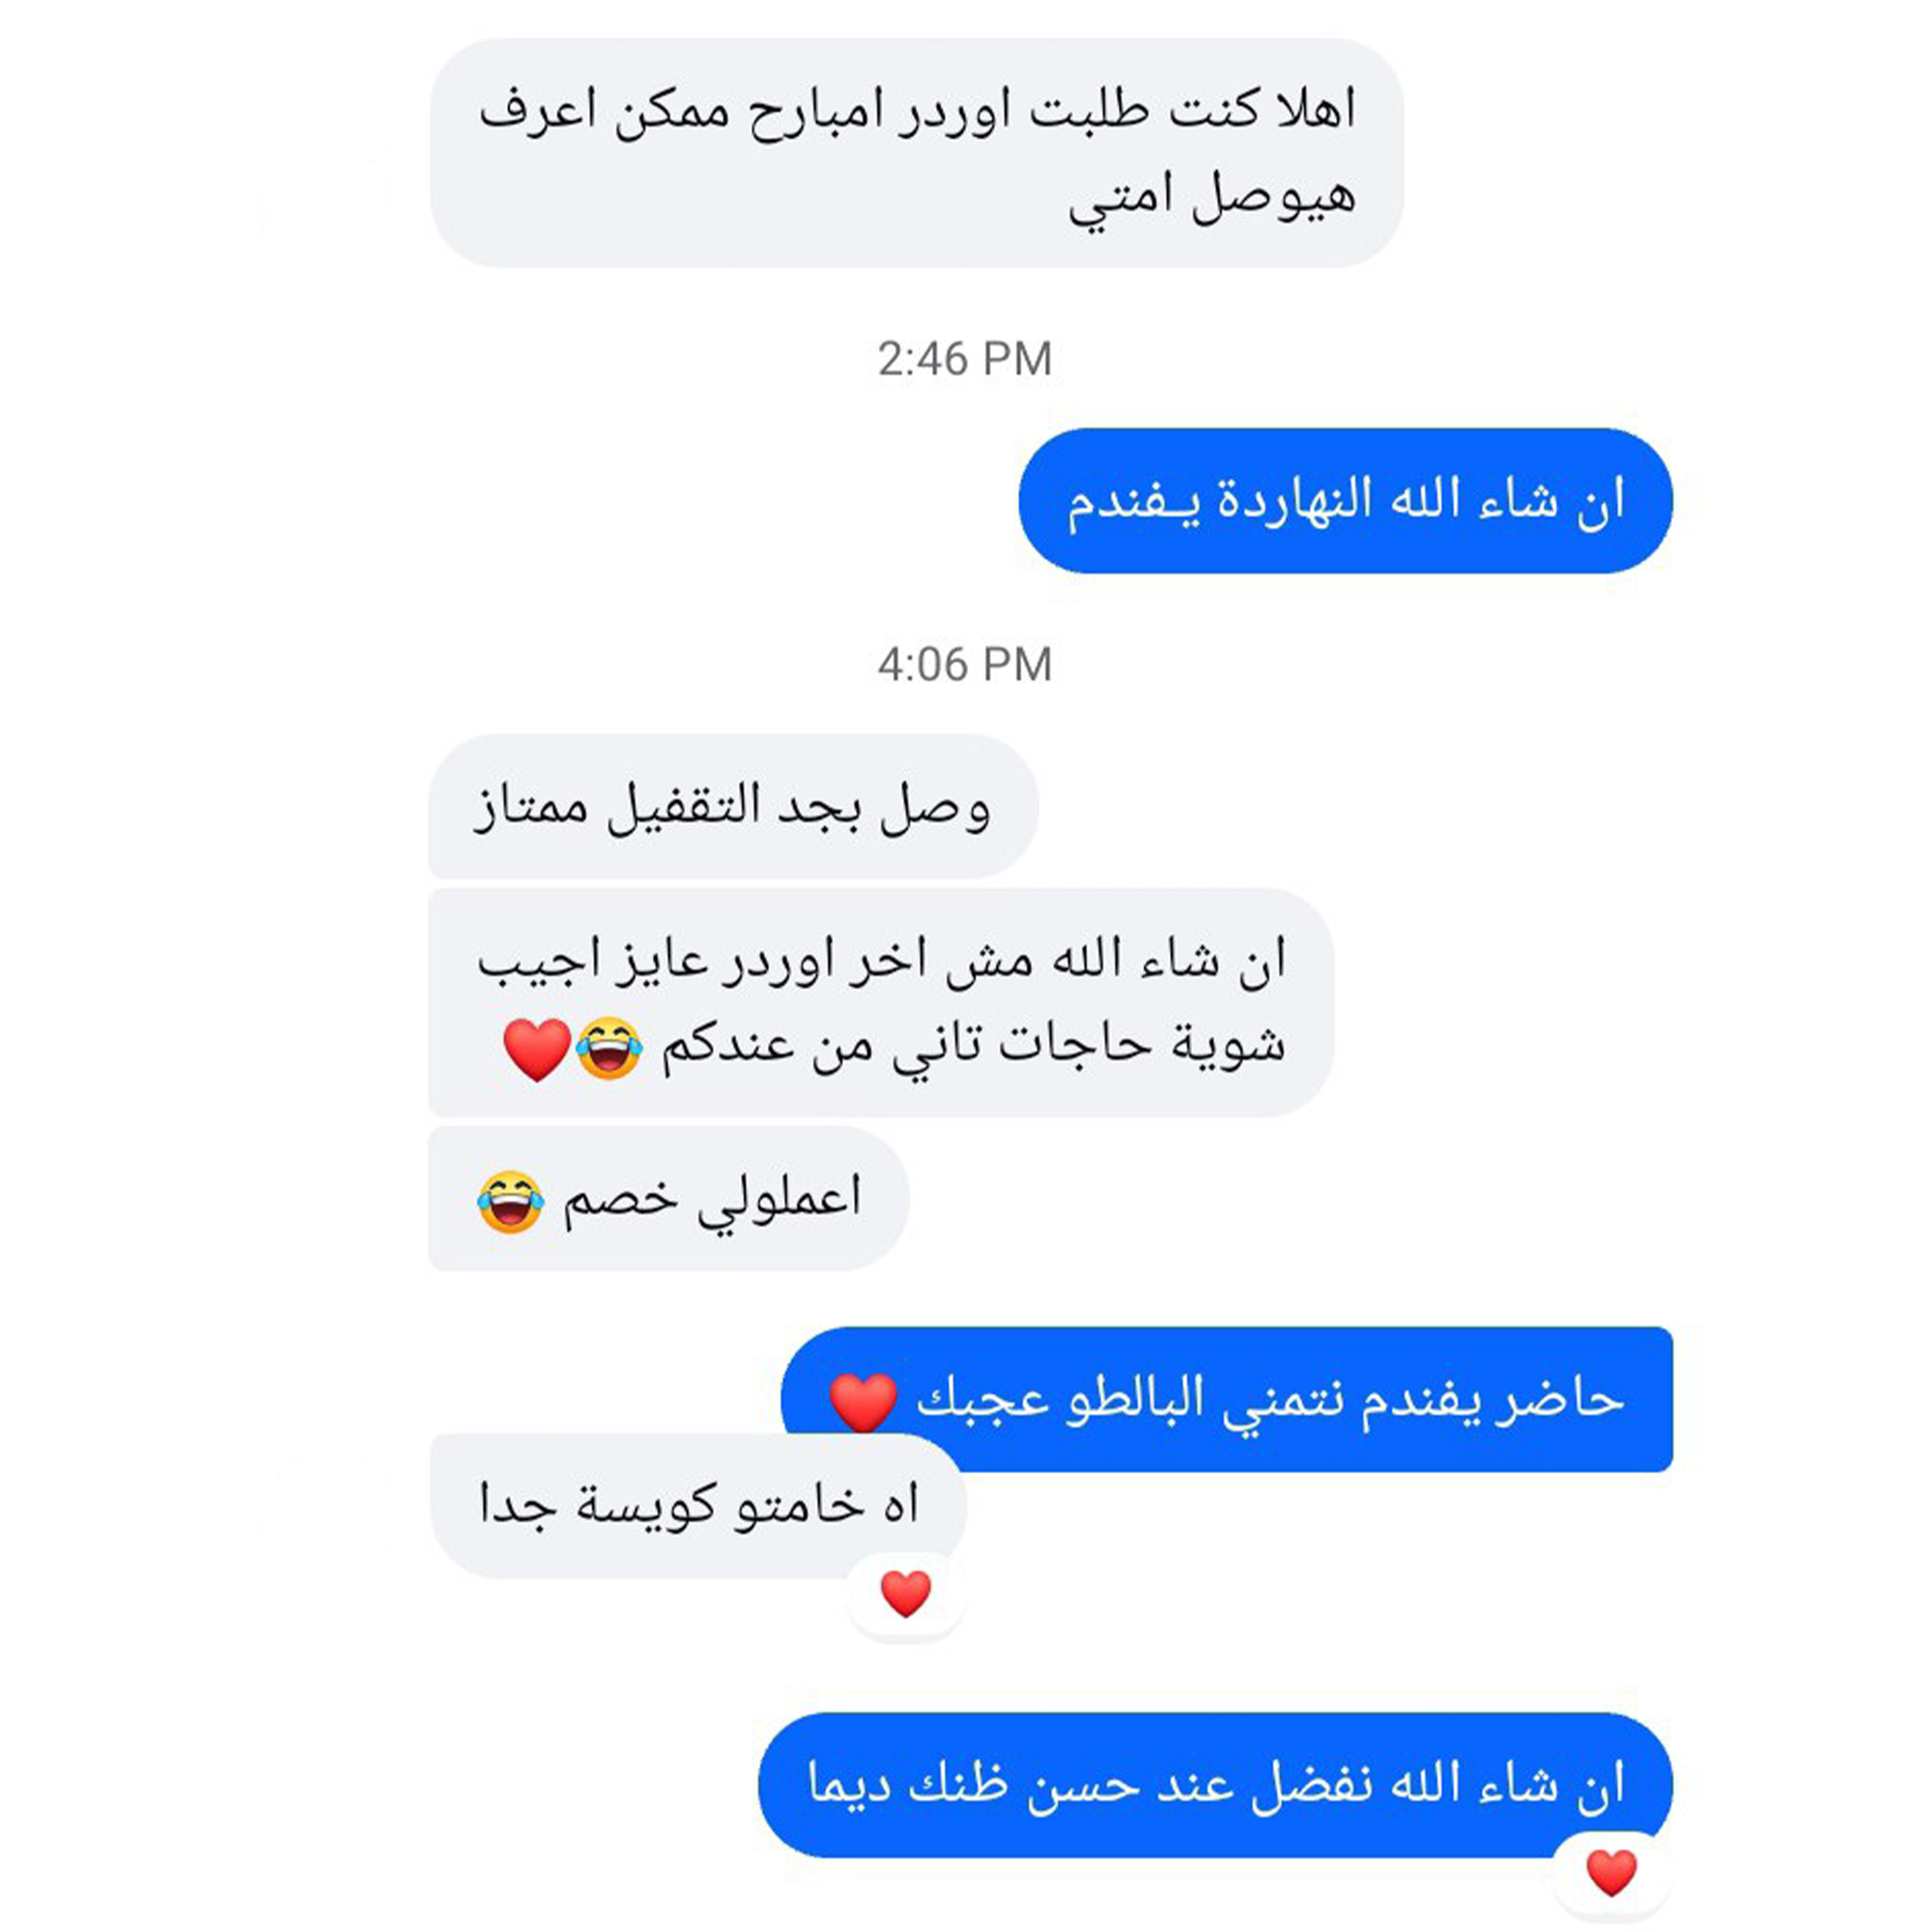 اهلا كنت طلبت اوردر امبارح ممكن اعرف
هيوصل امتي
2:46 PM
ان شاء الله النهاردة يـفندم
4:06 PM
وصل بجد التقفيل ممتاز
ان شاء الله مش اخر اوردر عايز اجيب
شوية حاجات تاني من عندكم 😂❤️
اعملولي خصم 😂
حاضر يفندم نتمني البالطو عجبك ❤️
اه خامتو كويسة جدا
❤️
ان شاء الله نفضل عند حسن ظنك ديما
❤️